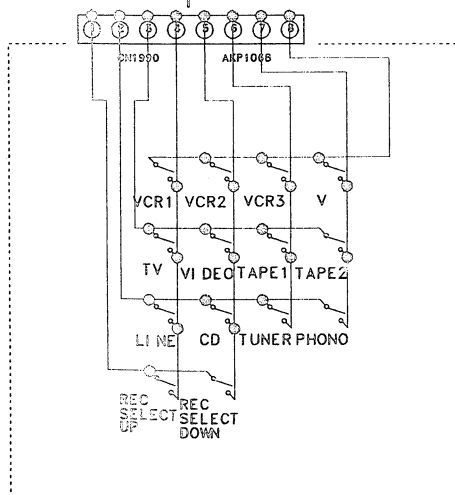 1 2 3 4 5 6 7 8
CN1990 AKP1068
VCR1 VCR2 VCR3 V
TV VIDEO TAPE1 TAPE2
LINE CD TUNER PHONO
REC
SELECT
UP
REC
SELECT
DOWN